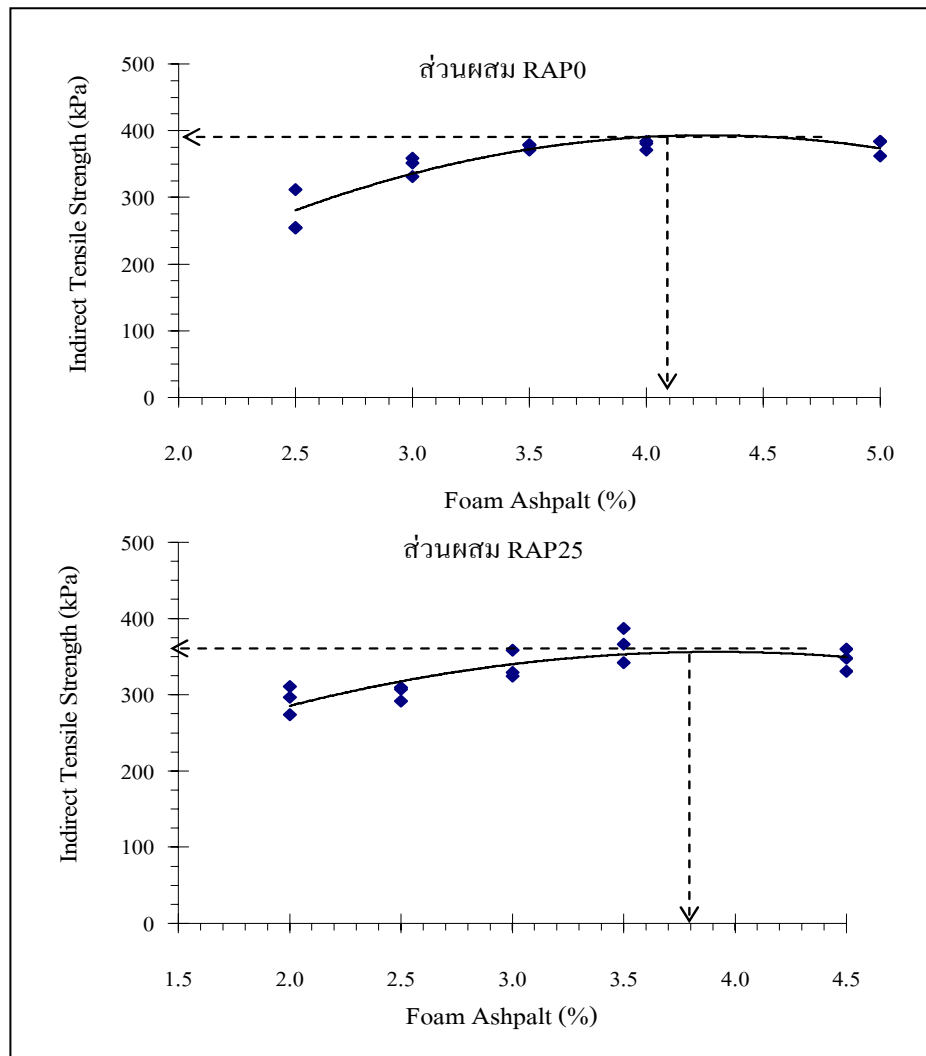 ส่วนผสม RAP0
Indirect Tensile Strength (kPa)
500
400
300
200
100
0
2.0 2.5 3.0 3.5 4.0 4.5 5.0
Foam Ashpalt (%)
ส่วนผสม RAP25
Indirect Tensile Strength (kPa)
500
400
300
200
100
0
1.5 2.0 2.5 3.0 3.5 4.0 4.5
Foam Ashpalt (%)